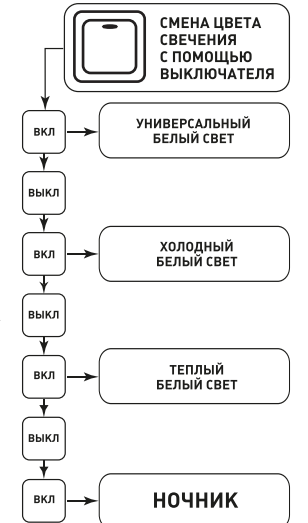 СМЕНА ЦВЕТА
СВЕЧЕНИЯ
С ПОМОЩЬЮ
ВЫКЛЮЧАТЕЛЯ
ВКЛ
УНИВЕРСАЛЬНЫЙ
БЕЛЫЙ СВЕТ
ВЫКЛ
ВКЛ
ХОЛОДНЫЙ
БЕЛЫЙ СВЕТ
ВЫКЛ
ВКЛ
ТЕПЛЫЙ
БЕЛЫЙ СВЕТ
ВЫКЛ
ВКЛ
НОЧНИК